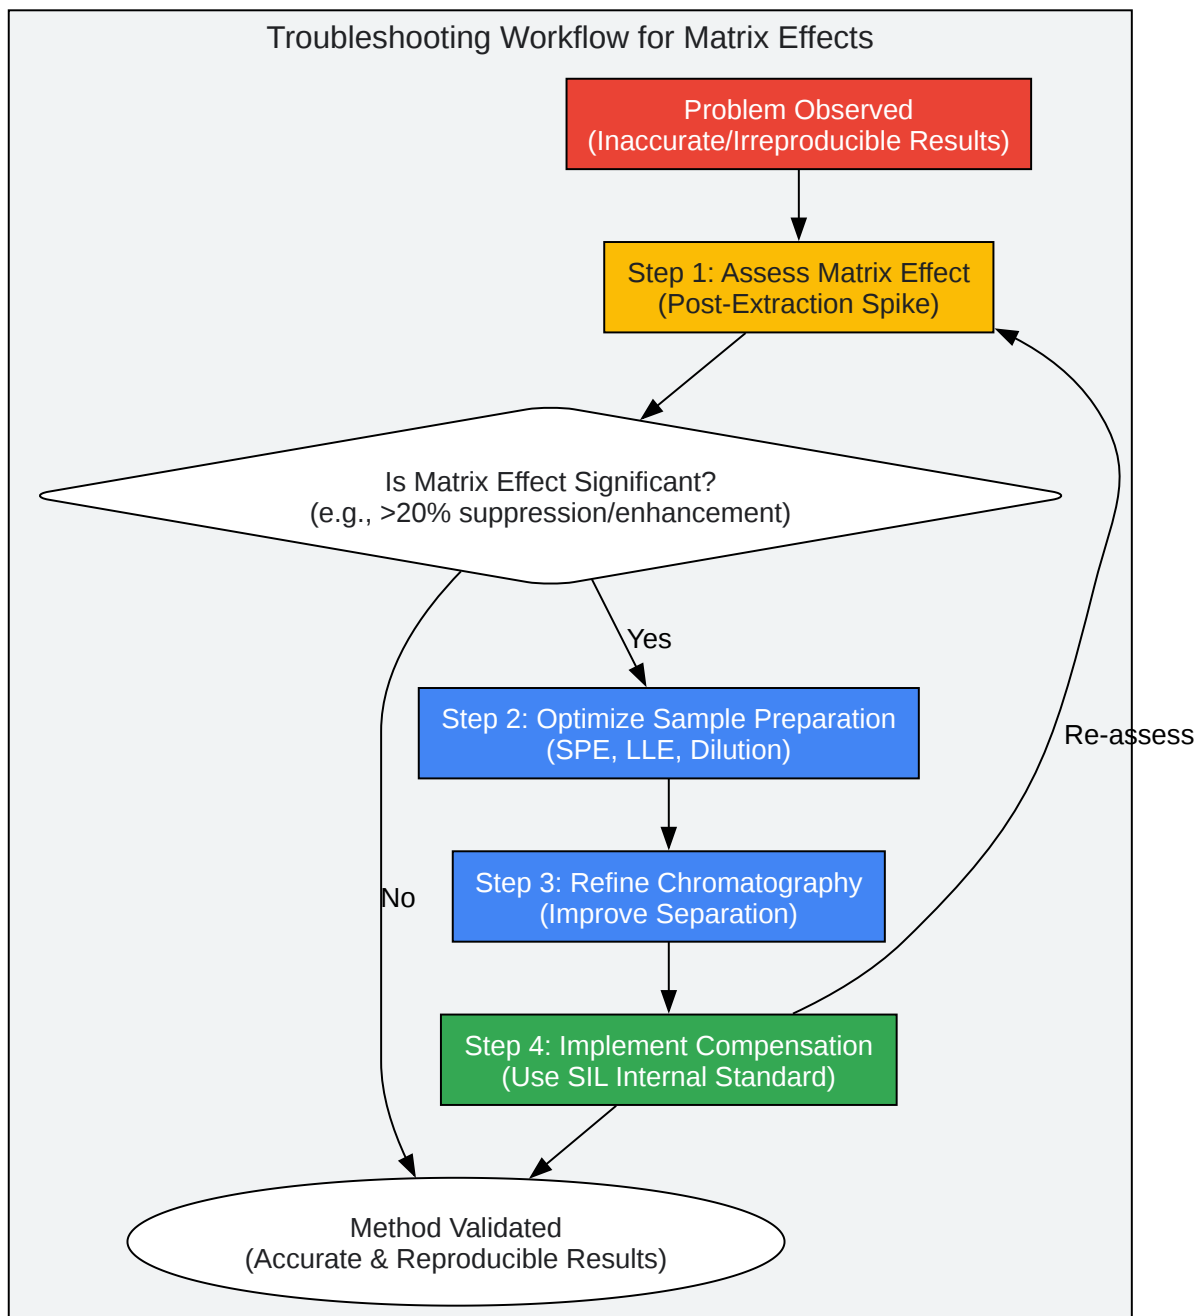 Troubleshooting Workflow for Matrix Effects
Problem Observed
(Inaccurate/Irreproducible Results)
Step 1: Assess Matrix Effect
(Post-Extraction Spike)
Is Matrix Effect Significant?
(e.g., >20% suppression/enhancement)
Yes
Step 2: Optimize Sample Preparation
(SPE, LLE, Dilution)
Re-assess
Step 3: Refine Chromatography
(Improve Separation)
No
Step 4: Implement Compensation
(Use SIL Internal Standard)
Method Validated
(Accurate & Reproducible Results)